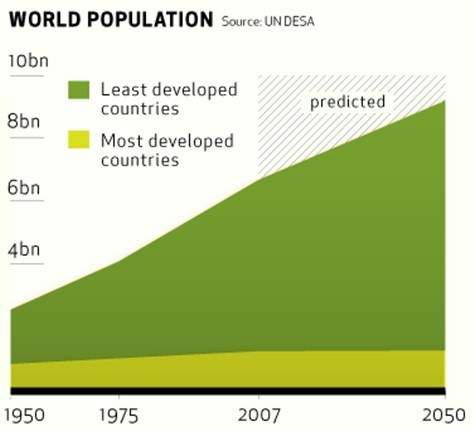 WORLD POPULATION Source: UN DESA
10bn
Least developed
countries
predicted
8bn
Most developed
countries
6bn
4bn
1950 1975 2007 2050